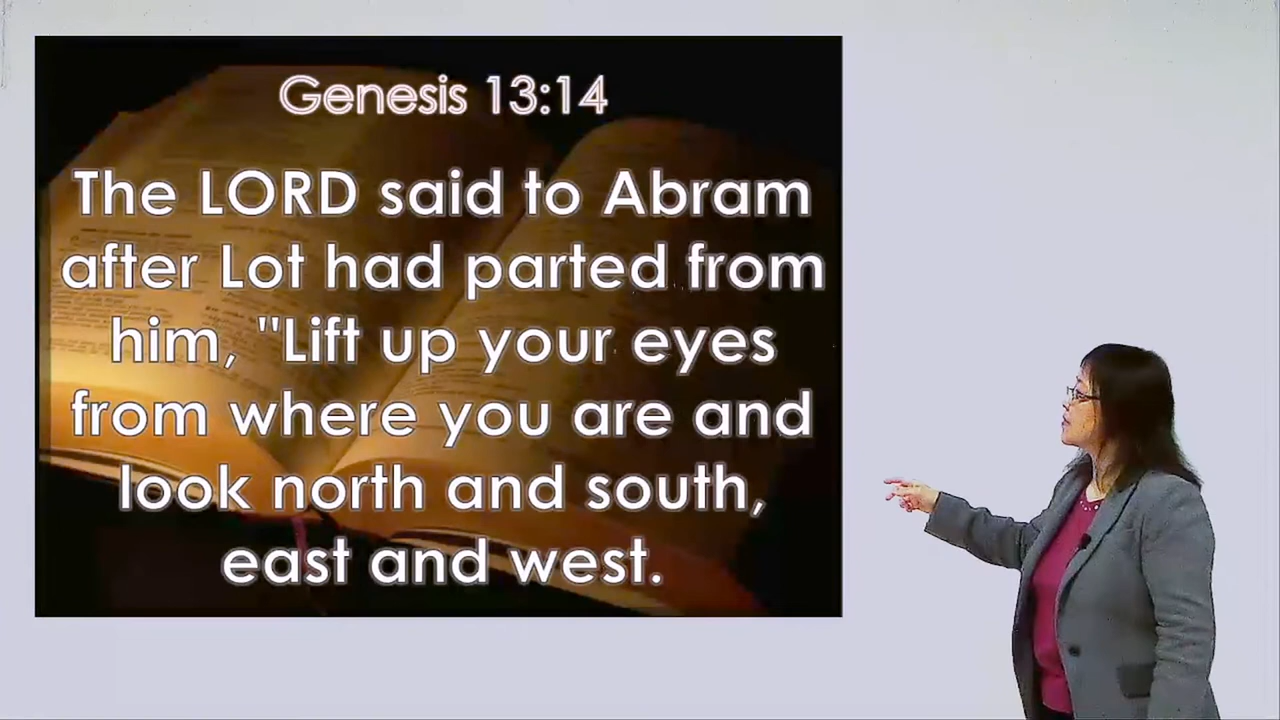 Genesis 13:14
The LORD said to Abram
after Lot had parted from
him, "Lift up your eyes
from where you are and
look north and south,
east and west.